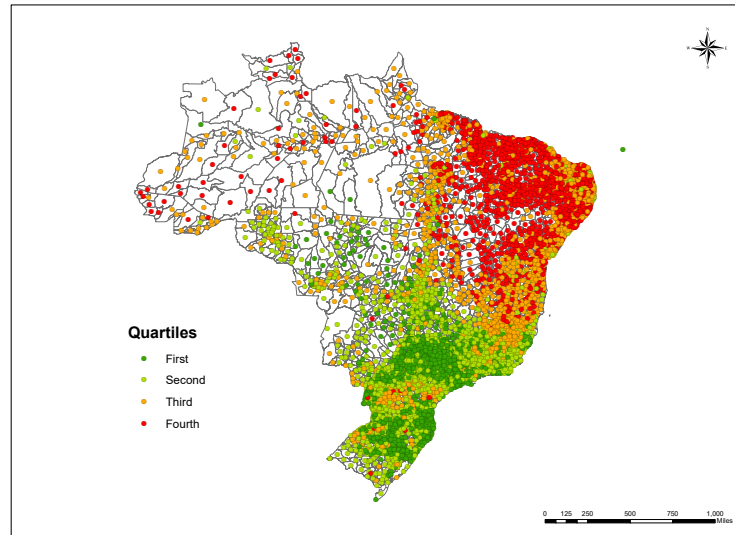 N
W
E
S
Quartiles
First
Second
Third
Fourth
0 125 250 500 750 1,000
Miles